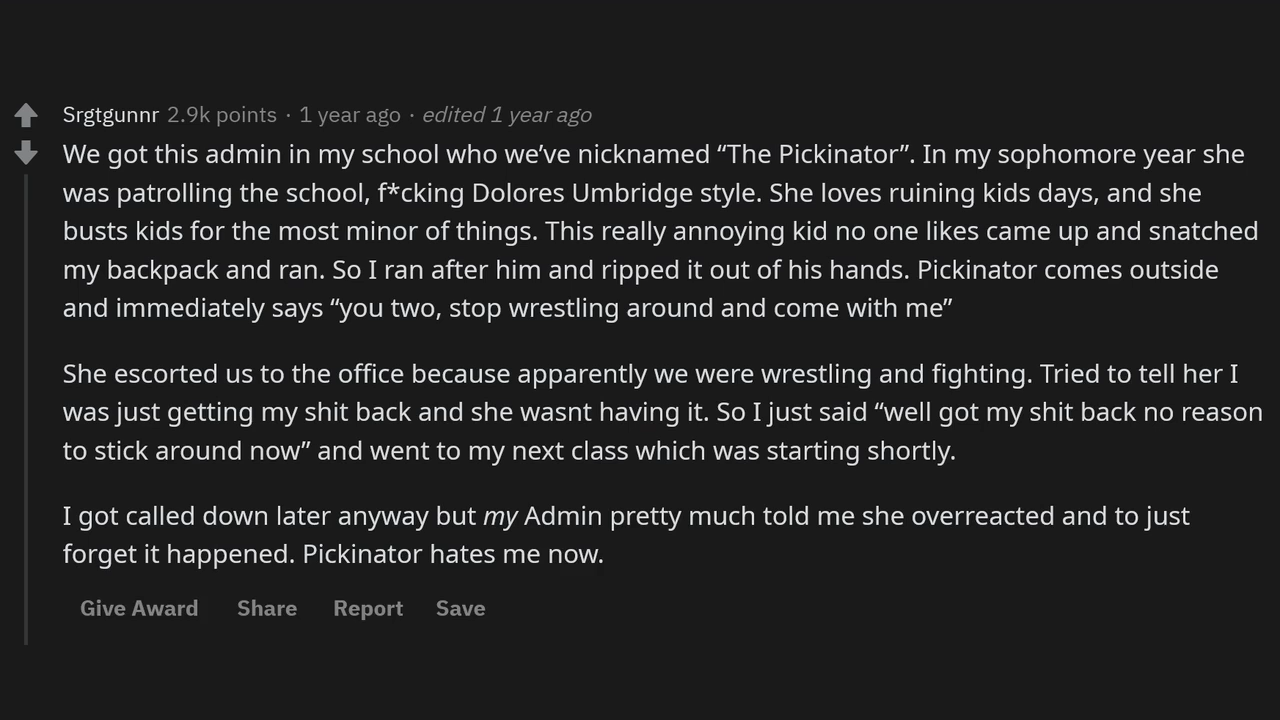 Srgtgunnr 2.9k points · 1 year ago · edited 1 year ago
We got this admin in my school who we’ve nicknamed “The Pickinator”. In my sophomore year she
was patrolling the school, f*cking Dolores Umbridge style. She loves ruining kids days, and she
busts kids for the most minor of things. This really annoying kid no one likes came up and snatched
my backpack and ran. So I ran after him and ripped it out of his hands. Pickinator comes outside
and immediately says “you two, stop wrestling around and come with me”
She escorted us to the office because apparently we were wrestling and fighting. Tried to tell her I
was just getting my shit back and she wasnt having it. So I just said “well got my shit back no reason
to stick around now” and went to my next class which was starting shortly.
I got called down later anyway but my Admin pretty much told me she overreacted and to just
forget it happened. Pickinator hates me now.
Give Award Share Report Save